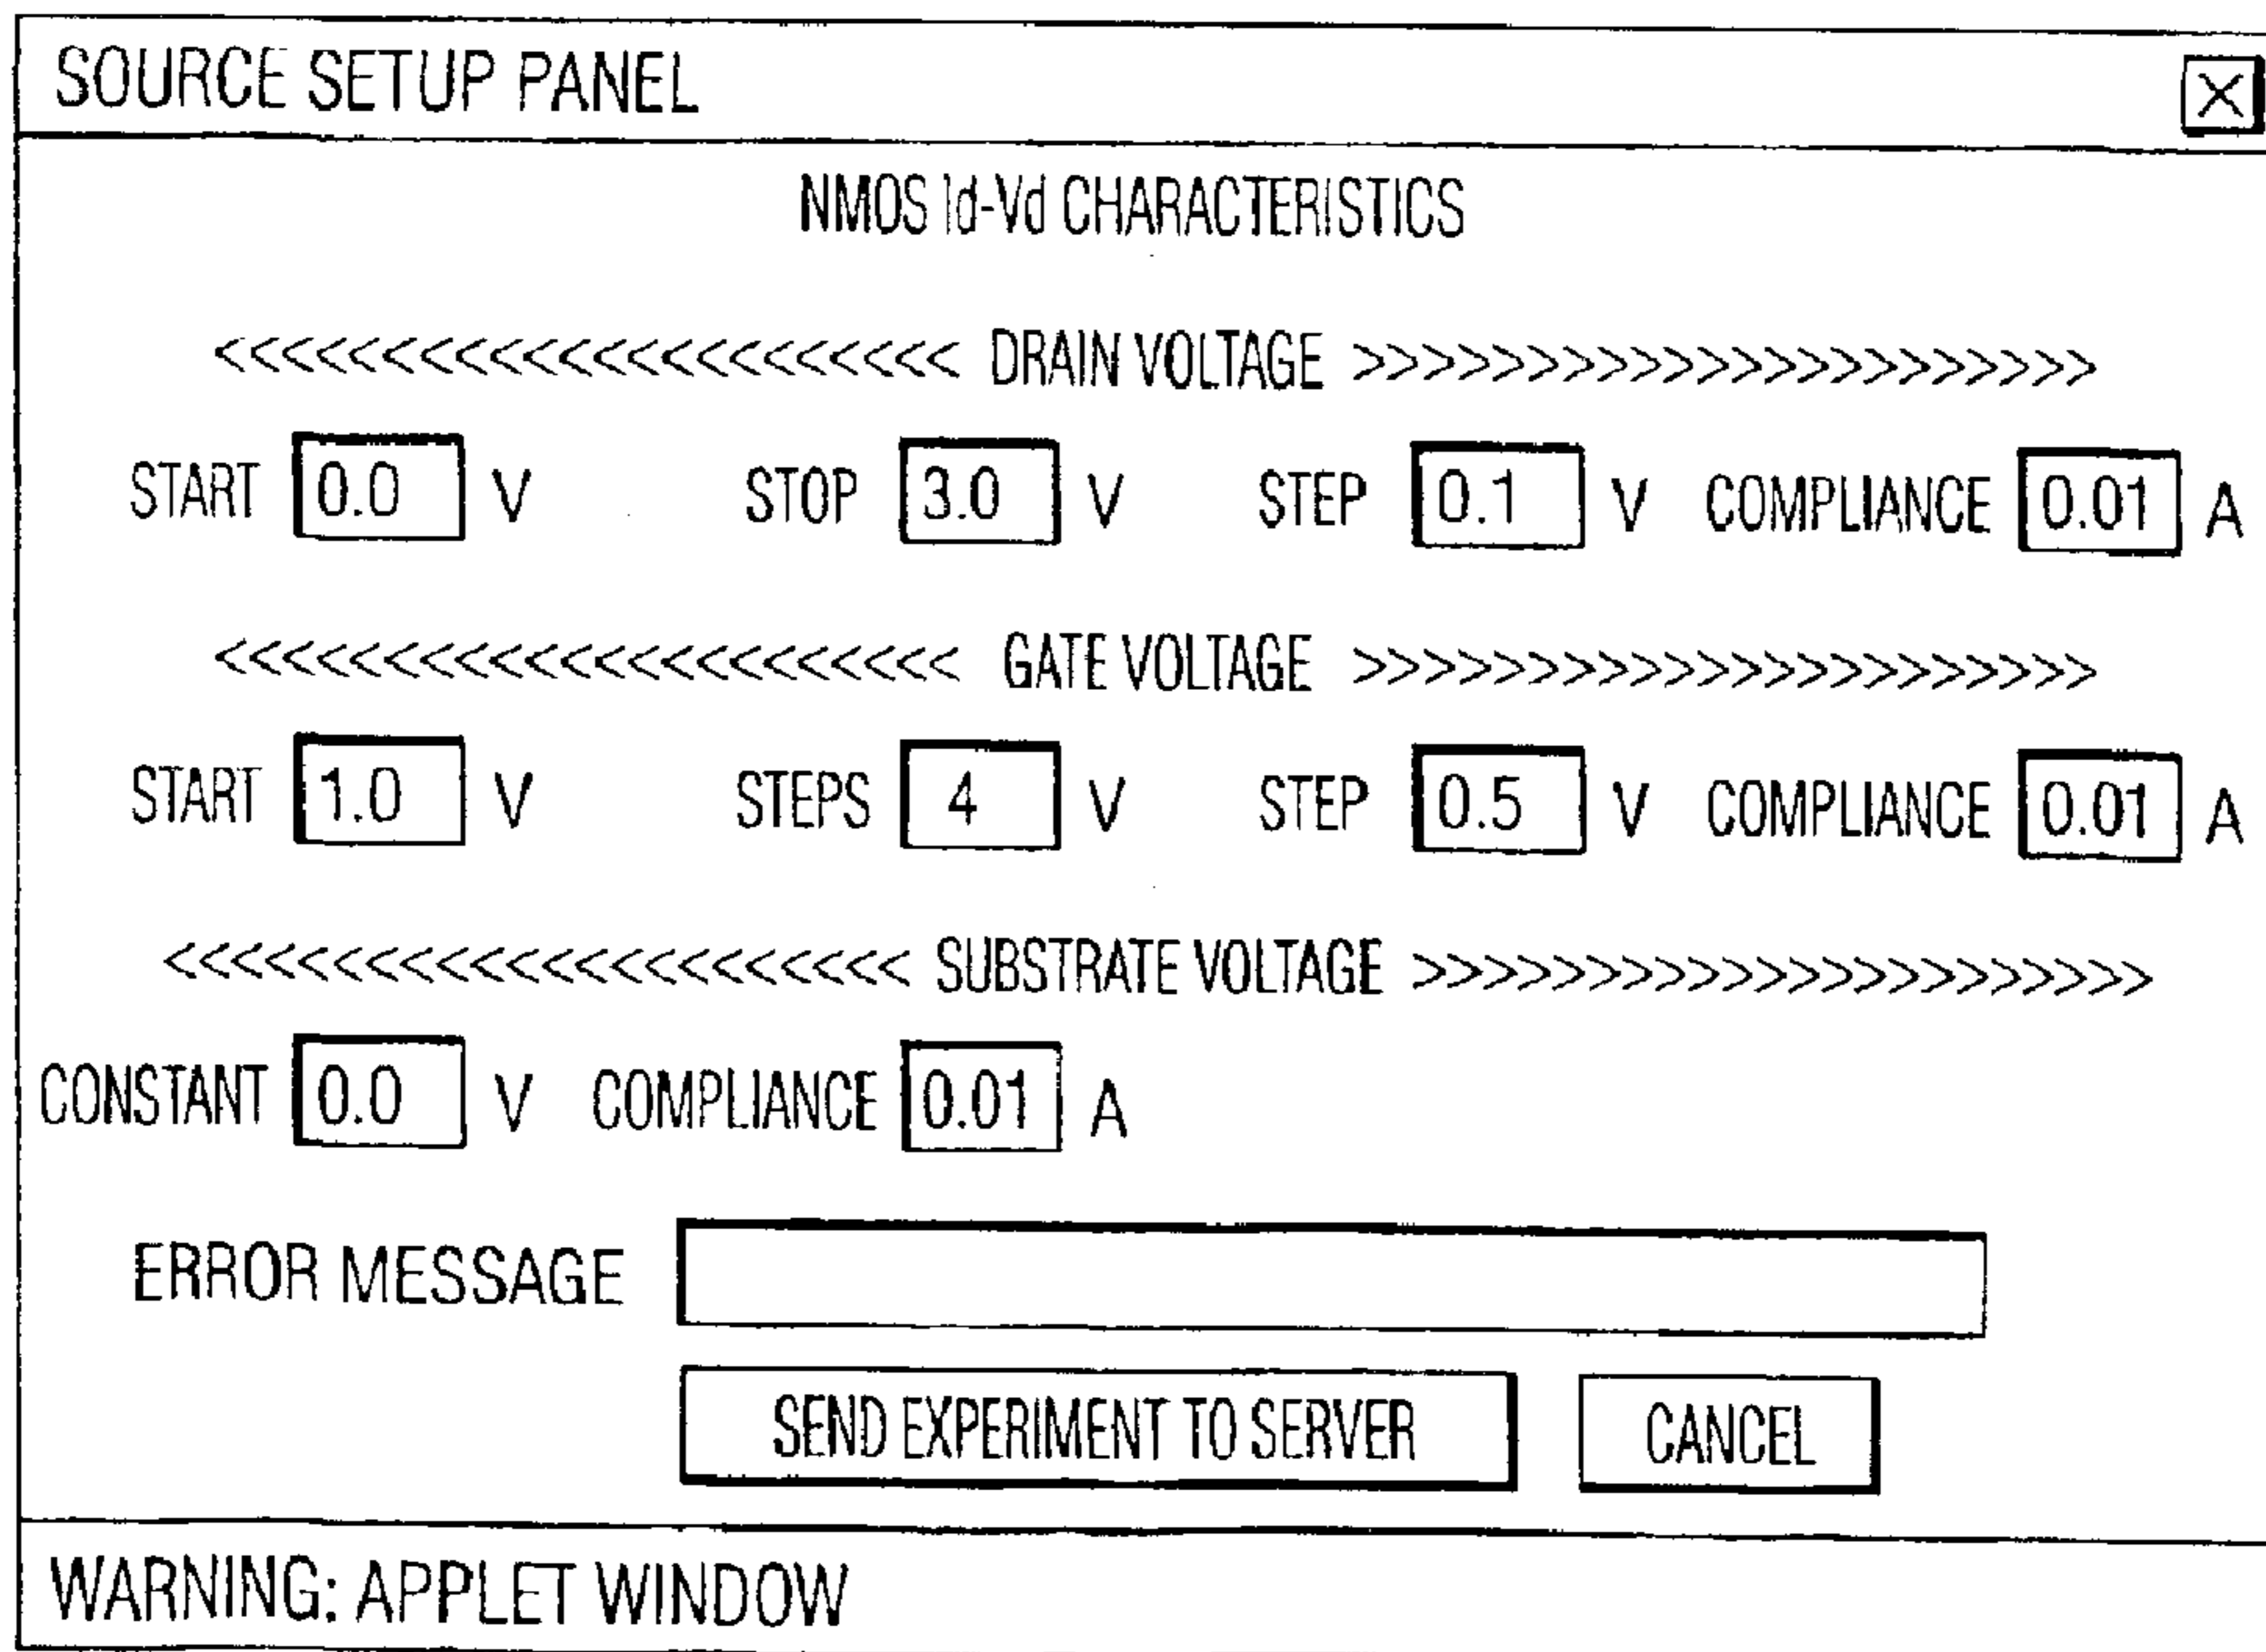 SOURCE SETUP PANEL X
NMOS Id-Vd CHARACTERISTICS
<<<<<<<<<<<<<<<<<<<<<< DRAIN VOLTAGE >>>>>>>>>>>>>>>>>>>>>>
START 0.0 V STOP 3.0 V STEP 0.1 V COMPLIANCE 0.01 A
<<<<<<<<<<<<<<<<<<<<<< GATE VOLTAGE >>>>>>>>>>>>>>>>>>>>>>
START 1.0 V STEPS 4 V STEP 0.5 V COMPLIANCE 0.01 A
<<<<<<<<<<<<<<<<<<<<<< SUBSTRATE VOLTAGE >>>>>>>>>>>>>>>>>>>>>>
CONSTANT 0.0 V COMPLIANCE 0.01 A
ERROR MESSAGE
SEND EXPERIMENT TO SERVER CANCEL
WARNING: APPLET WINDOW